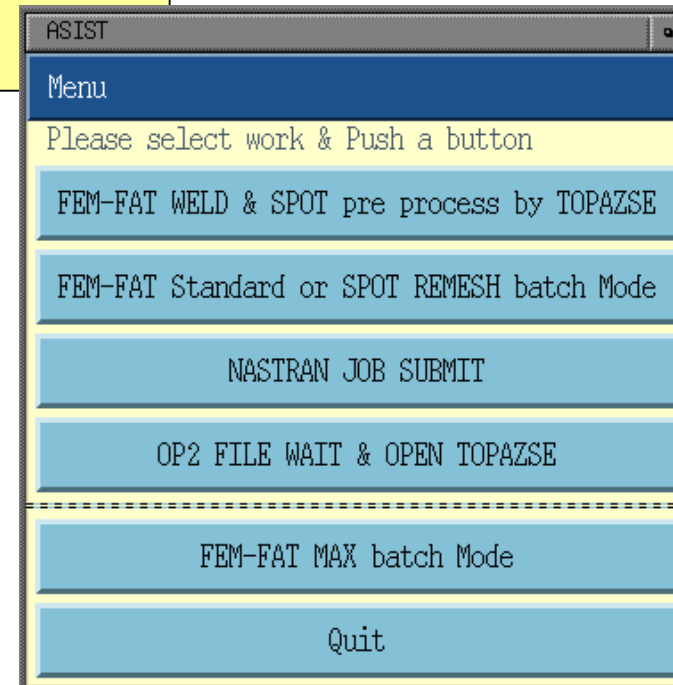 ASIST
Menu
Please select work & Push a button
FEM-FAT WELD & SPOT pre process by TOPAZSE
FEM-FAT Standard or SPOT REMESH batch Mode
NASTRAN JOB SUBMIT
OP2 FILE WAIT & OPEN TOPAZSE
FEM-FAT MAX batch Mode
Quit